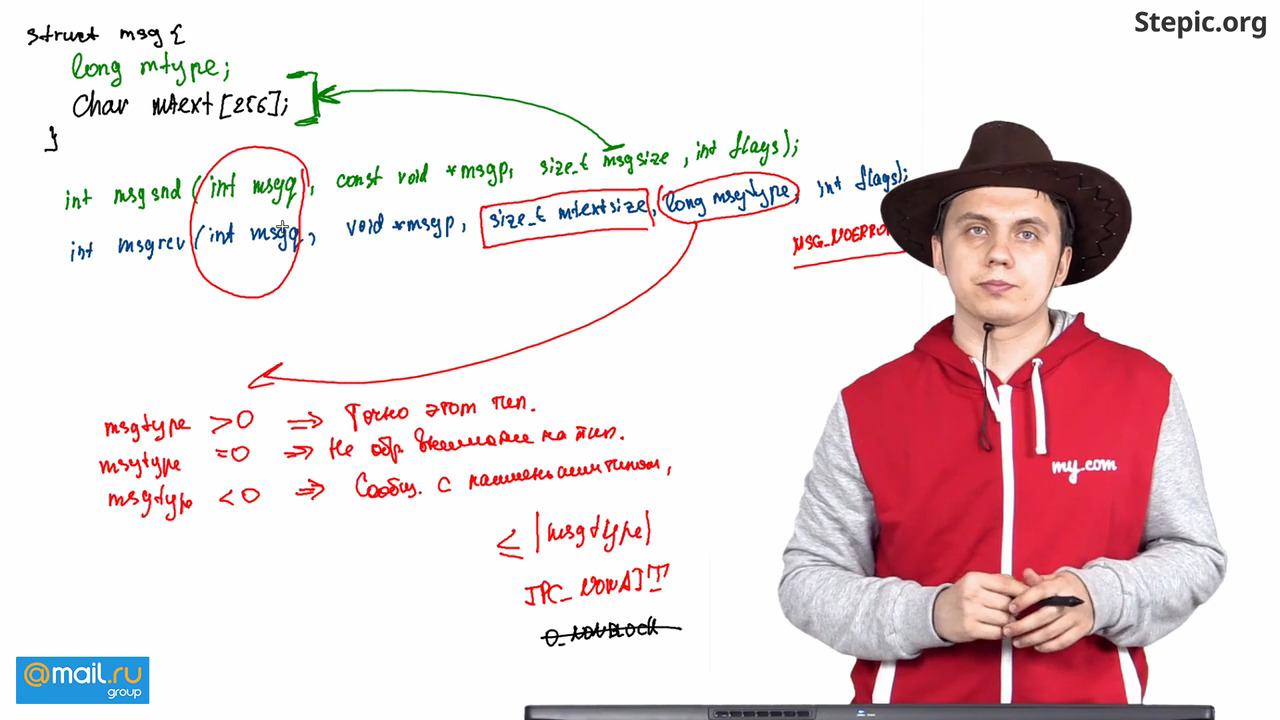 Stepic.org
struct msg {
long mtype;
char mtext[256];
}
int msgsnd (int msgq, const void *msgp, size_t msgsize, int flags);
int msgrcv (int msgq, void *msgp, size_t mtextsize, long msgtype, int flags);
MSG_NOERRO
msgtype >0 => Точно этот тип.
msgtype =0 => Не обр. внимание на тип.
msgtype <0 => Сообщ. с наименьшим типом,
≤ |msgtype|
IPC_NOWAIT
O_NONBLOCK
my.com
@mail.ru
group